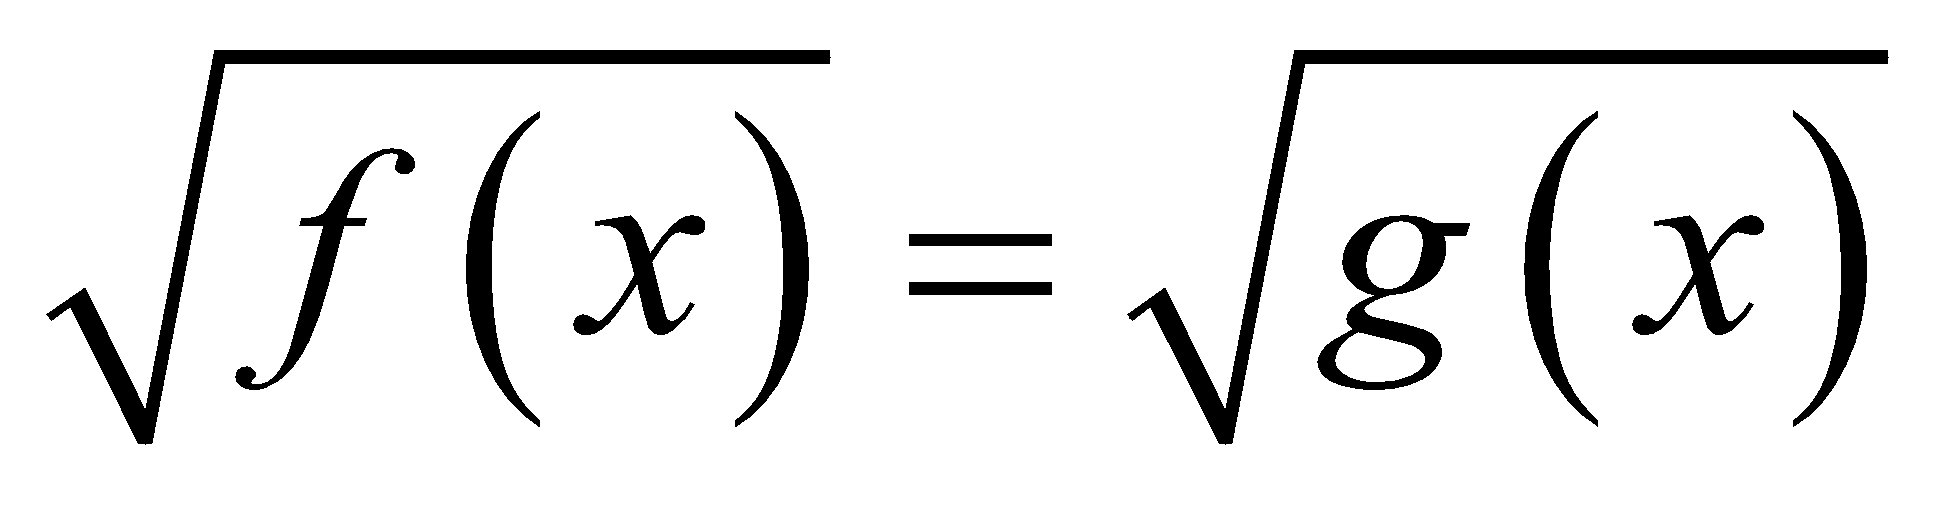 √f(x) = √g(x)